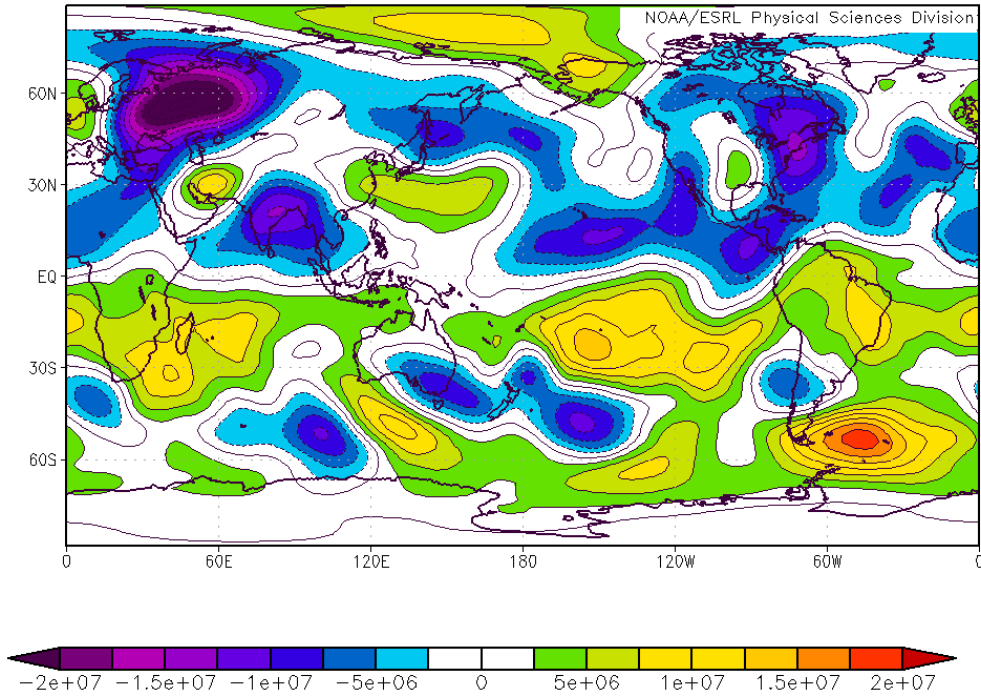 NOAA/ESRL Physical Sciences Division
60N
30N
EQ
30S
60S
0 60E 120E 180 120W 60W 0
-2e+07 -1.5e+07 -1e+07 -5e+06 0 5e+06 1e+07 1.5e+07 2e+07